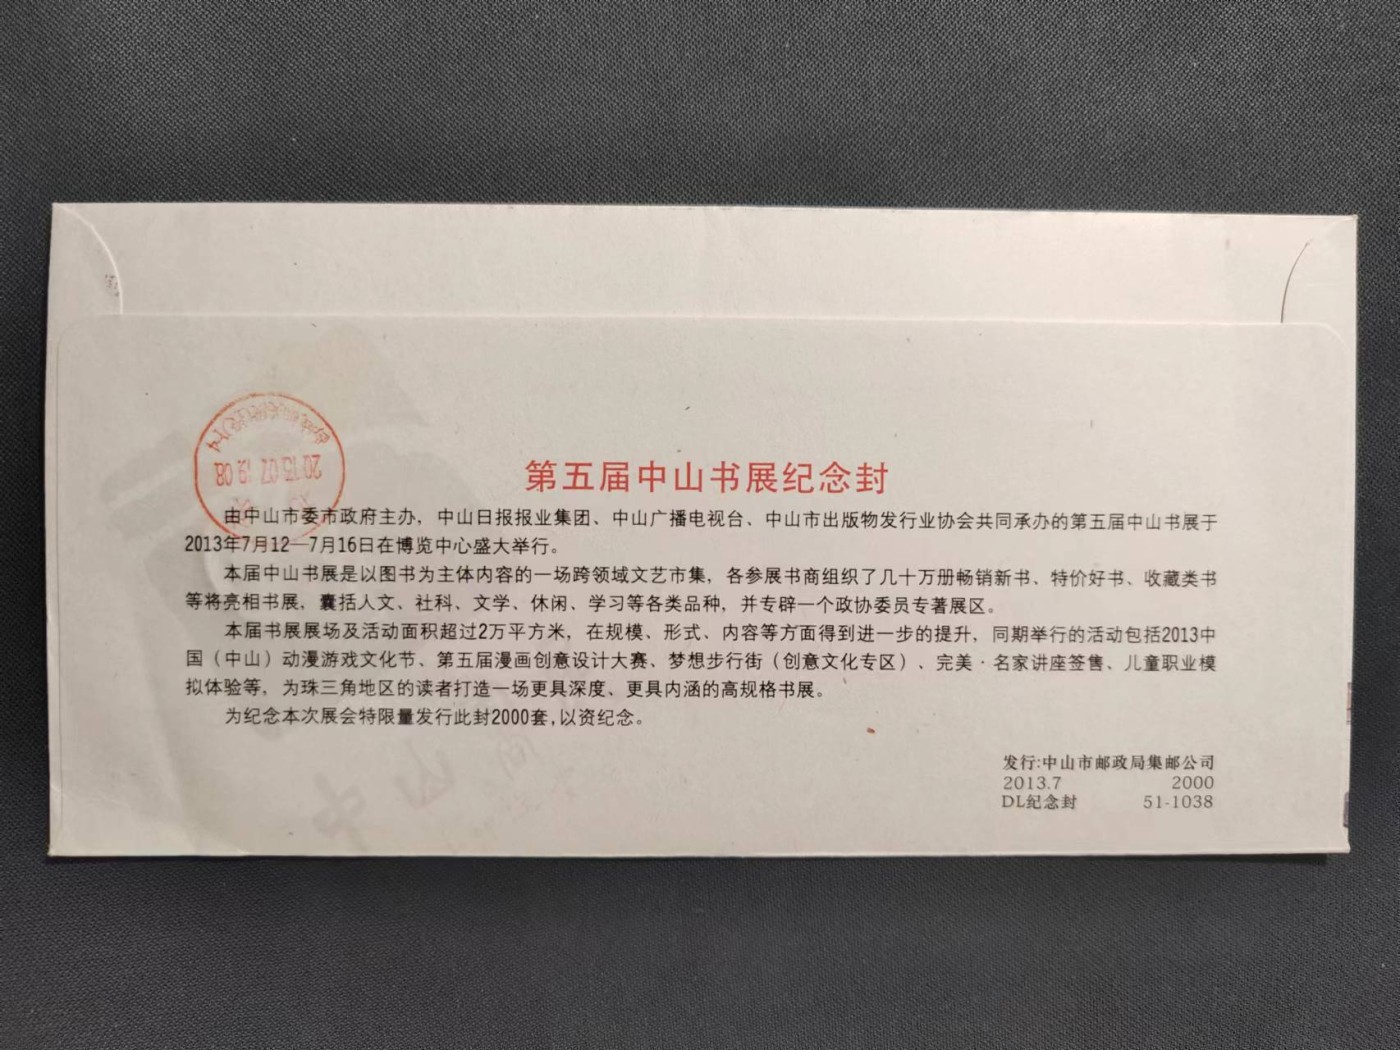 第五届中山书展纪念封
由中山市委市政府主办，中山日报报业集团、中山广播电视台、中山市出版物发行业协会共同承办的第五届中山书展于
2013年7月12—7月16日在博览中心盛大举行。
本届中山书展是以图书为主体内容的一场跨领域文艺市集，各参展书商组织了几十万册畅销新书、特价好书、收藏类书
等将亮相书展，囊括人文、社科、文学、休闲、学习等各类品种，并专辟一个政协委员专著展区。
本届书展展场及活动面积超过2万平方米，在规模、形式、内容等方面得到进一步的提升，同期举行的活动包括2013中
国（中山）动漫游戏文化节、第五届漫画创意设计大赛、梦想步行街（创意文化专区）、完美·名家讲座签售、儿童职业模
拟体验等，为珠三角地区的读者打造一场更具深度、更具内涵的高规格书展。
为纪念本次展会特限量发行此封2000套，以资纪念。
发行：中山市邮政局集邮公司
2013.7 2000
DL纪念封 51-1038